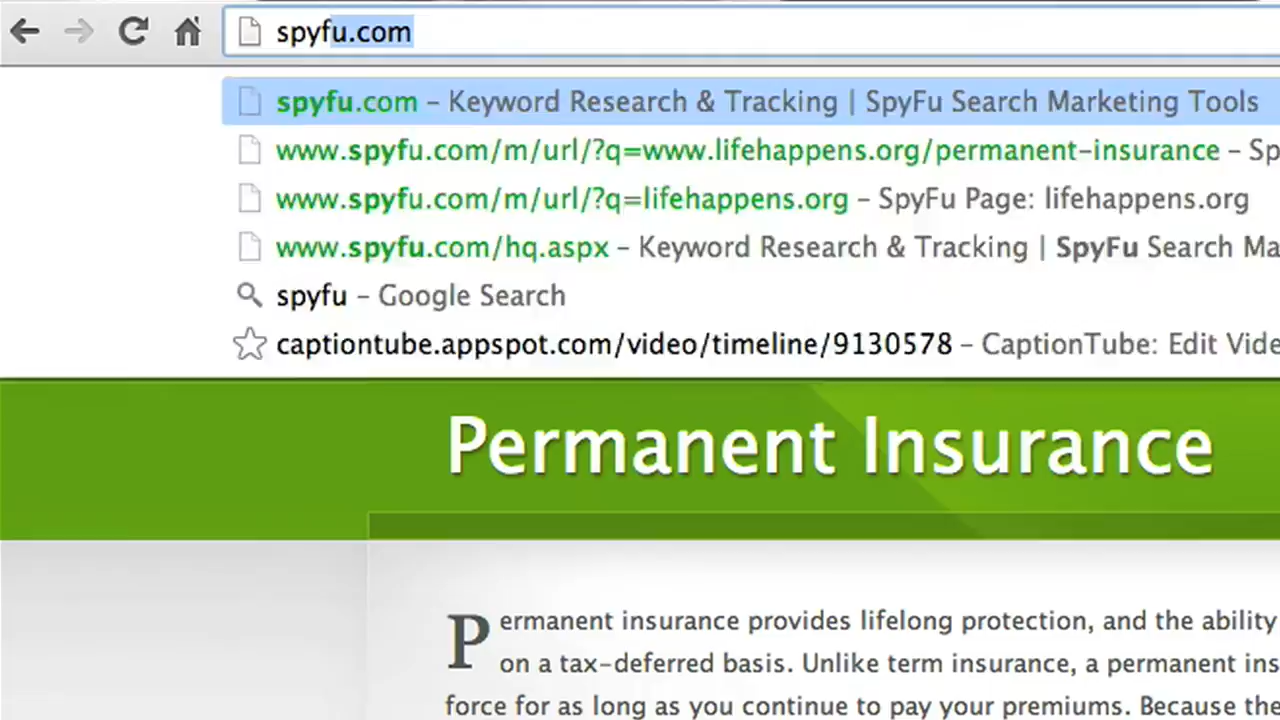 spyfu.com
spyfu.com – Keyword Research & Tracking | SpyFu Search Marketing Tools
www.spyfu.com/m/url/?q=www.lifehappens.org/permanent-insurance – Sp
www.spyfu.com/m/url/?q=lifehappens.org – SpyFu Page: lifehappens.org
www.spyfu.com/hq.aspx – Keyword Research & Tracking | SpyFu Search Ma
spyfu – Google Search
captiontube.appspot.com/video/timeline/9130578 – CaptionTube: Edit Vide
Permanent Insurance
Permanent insurance provides lifelong protection, and the ability
on a tax-deferred basis. Unlike term insurance, a permanent ins
force for as long as you continue to pay your premiums. Because the